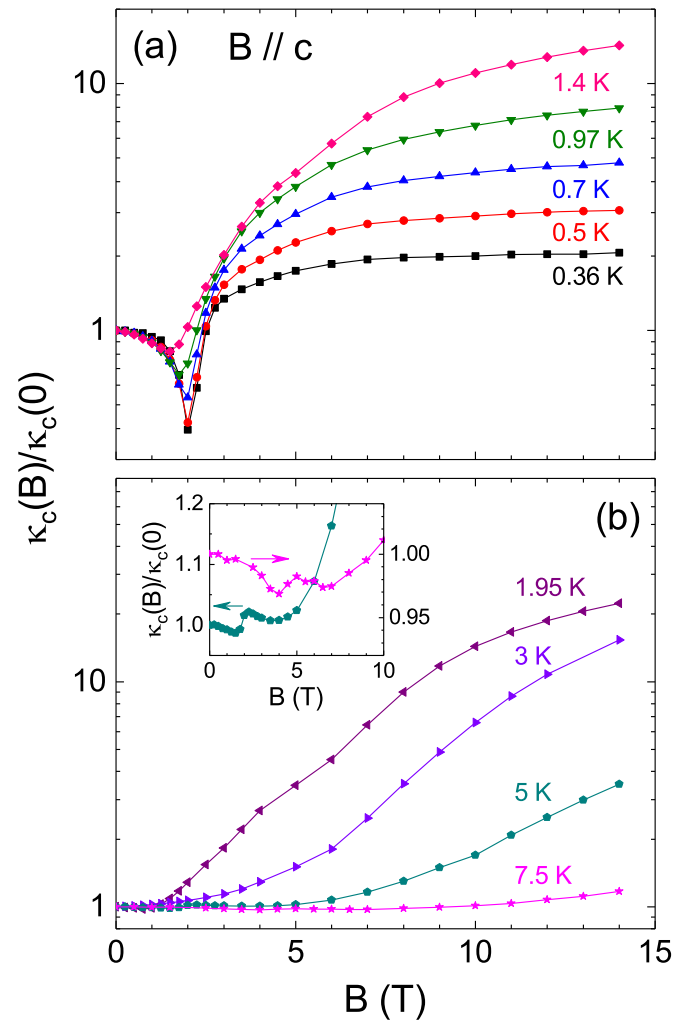 (a)
B // c
10
1.4 K
0.97 K
0.7 K
0.5 K
0.36 K
1
κc(B)/κc(0)
(b)
1.2
1.1
1.0
κc(B)/κc(0)
1.00
0.95
0 5 10
B (T)
1.95 K
3 K
5 K
7.5 K
10
1
0 5 10 15
B (T)